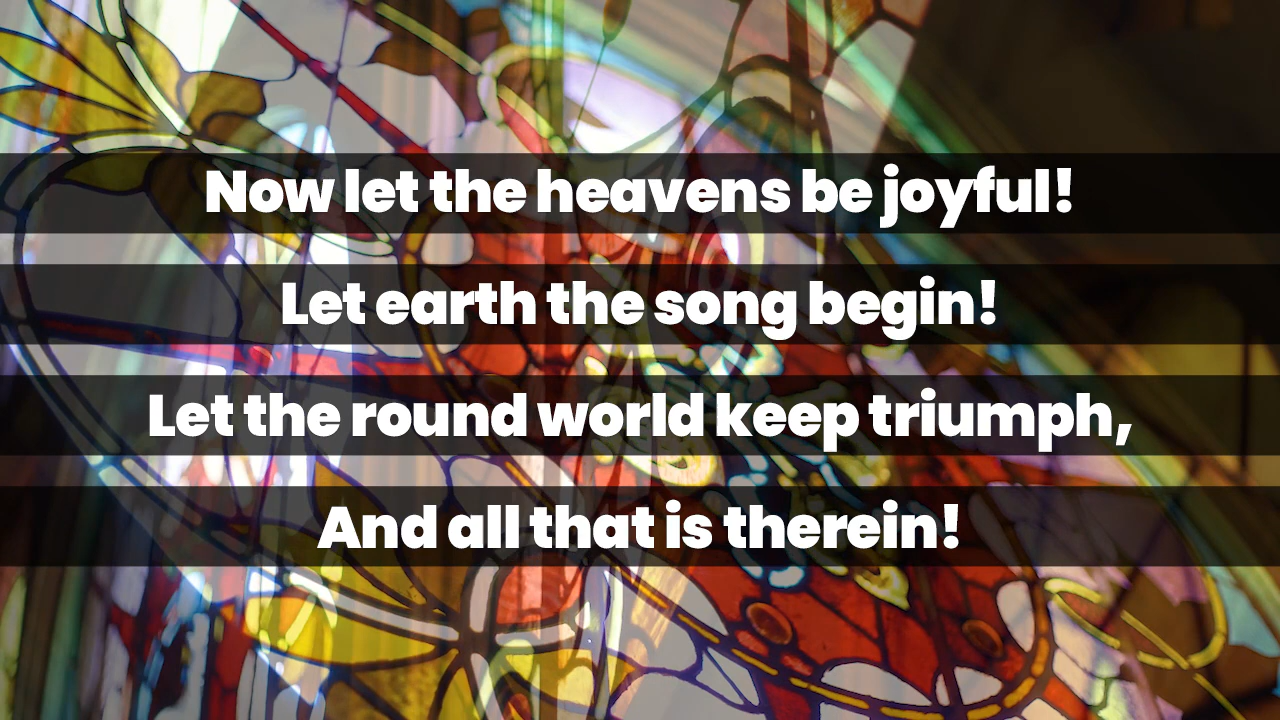 Now let the heavens be joyful!
Let earth the song begin!
Let the round world keep triumph,
And all that is therein!